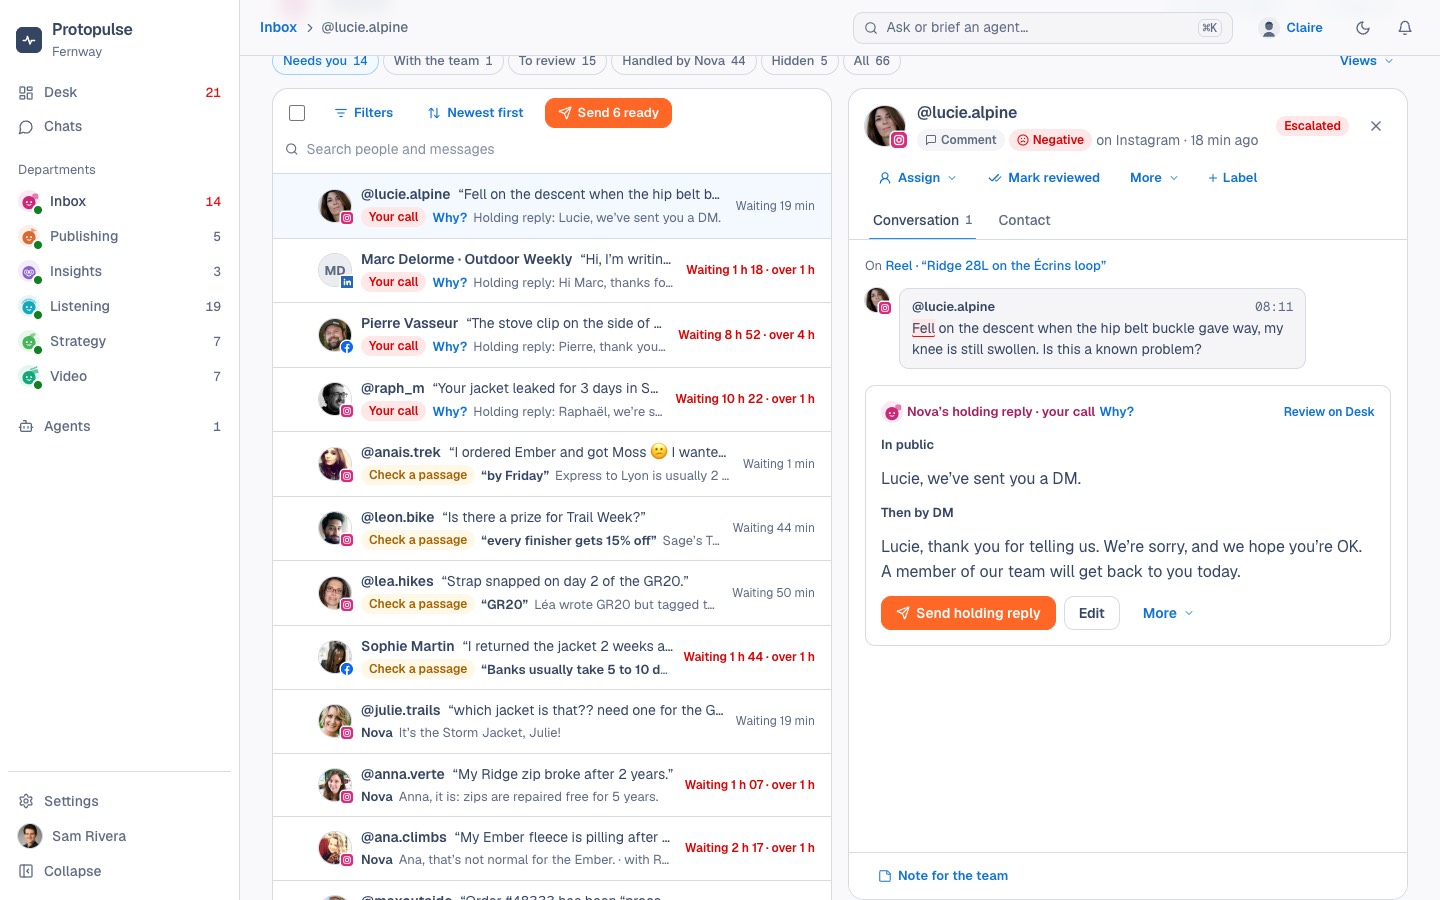 Protopulse
Fernway
Desk 21
Chats
Departments
Inbox 14
Publishing 5
Insights 3
Listening 19
Strategy 7
Video 7
Agents 1
Settings
Sam Rivera
Collapse
Inbox > @lucie.alpine
Ask or brief an agent… ⌘K
Claire
Needs you 14
With the team 1
To review 15
Handled by Nova 44
Hidden 5
All 66
Views
Filters
Newest first
Send 6 ready
Search people and messages
@lucie.alpine “Fell on the descent when the hip belt b…
Waiting 19 min
Your call Why? Holding reply: Lucie, we’ve sent you a DM.
MD
Marc Delorme · Outdoor Weekly “Hi, I’m writin…
Waiting 1 h 18 · over 1 h
Your call Why? Holding reply: Hi Marc, thanks fo…
Pierre Vasseur “The stove clip on the side of …
Waiting 8 h 52 · over 4 h
Your call Why? Holding reply: Pierre, thank you…
@raph_m “Your jacket leaked for 3 days in S…
Waiting 10 h 22 · over 1 h
Your call Why? Holding reply: Raphaël, we’re s…
@anais.trek “I ordered Ember and got Moss 😕 I wante…
Waiting 1 min
Check a passage “by Friday” Express to Lyon is usually 2 …
@leon.bike “Is there a prize for Trail Week?”
Waiting 44 min
Check a passage “every finisher gets 15% off” Sage’s T…
@lea.hikes “Strap snapped on day 2 of the GR20.”
Waiting 50 min
Check a passage “GR20” Léa wrote GR20 but tagged t…
Sophie Martin “I returned the jacket 2 weeks a…
Waiting 1 h 44 · over 1 h
Check a passage “Banks usually take 5 to 10 d…
@julie.trails “which jacket is that?? need one for the G…
Waiting 19 min
Nova It’s the Storm Jacket, Julie!
@anna.verte “My Ridge zip broke after 2 years.”
Waiting 1 h 07 · over 1 h
Nova Anna, it is: zips are repaired free for 5 years.
@ana.climbs “My Ember fleece is pilling after …
Waiting 2 h 17 · over 1 h
Nova Ana, that’s not normal for the Ember. · with R…
@lucie.alpine
Comment Negative on Instagram · 18 min ago
Escalated
Assign
Mark reviewed
More
+ Label
Conversation 1
Contact
On Reel · “Ridge 28L on the Écrins loop”
@lucie.alpine 08:11
Fell on the descent when the hip belt buckle gave way, my
knee is still swollen. Is this a known problem?
Nova’s holding reply · your call Why?
Review on Desk
In public
Lucie, we’ve sent you a DM.
Then by DM
Lucie, thank you for telling us. We’re sorry, and we hope you’re OK.
A member of our team will get back to you today.
Send holding reply
Edit
More
Note for the team